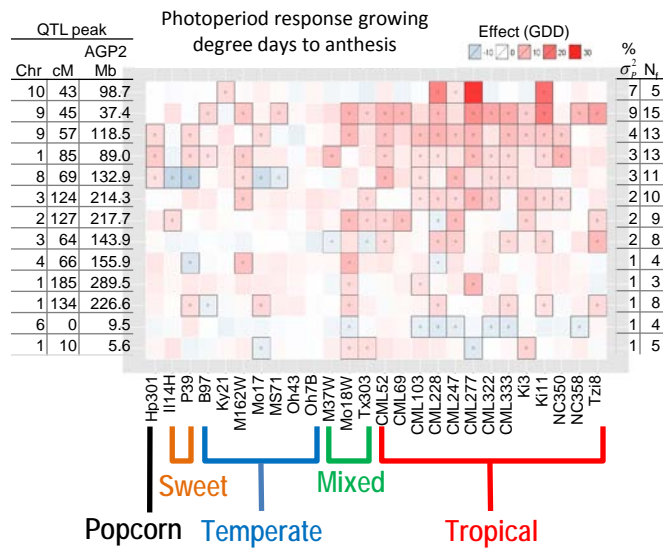 Photoperiod response growing
degree days to anthesis
QTL peak
Effect (GDD)
-10 0 10 20 30
AGP2
%
Chr cM Mb σ²p Nf
10 43 98.7 7 5
9 45 37.4 9 15
9 57 118.5 4 13
1 85 89.0 3 13
8 69 132.9 3 11
3 124 214.3 2 10
2 127 217.7 2 9
3 64 143.9 2 8
4 66 155.9 1 4
1 185 289.5 1 3
1 134 226.6 1 8
6 0 9.5 1 4
1 10 5.6 1 5
Hp301 Il14H P39 B97 Ky21 M162W Mo17 MS71 Oh43 Oh7B M37W Mo18W Tx303 CML52 CML69 CML103 CML228 CML247 CML277 CML322 CML333 Ki3 Ki11 NC350 NC358 Tzi8
Sweet Mixed
Popcorn Temperate Tropical